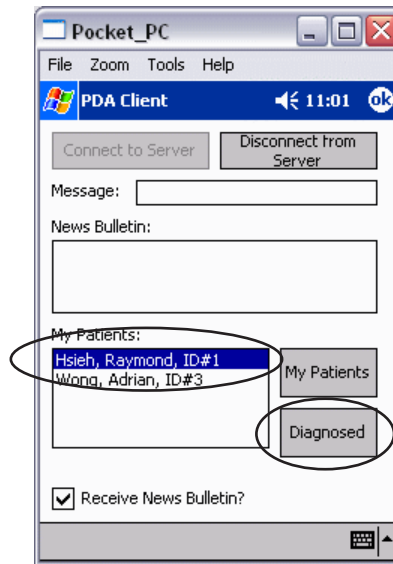 Pocket_PC
File Zoom Tools Help
PDA Client 11:01 ok
Connect to Server
Disconnect from
Server
Message:
News Bulletin:
My Patients:
Hsieh, Raymond, ID#1
Wong, Adrian, ID#3
My Patients
Diagnosed
Receive News Bulletin?